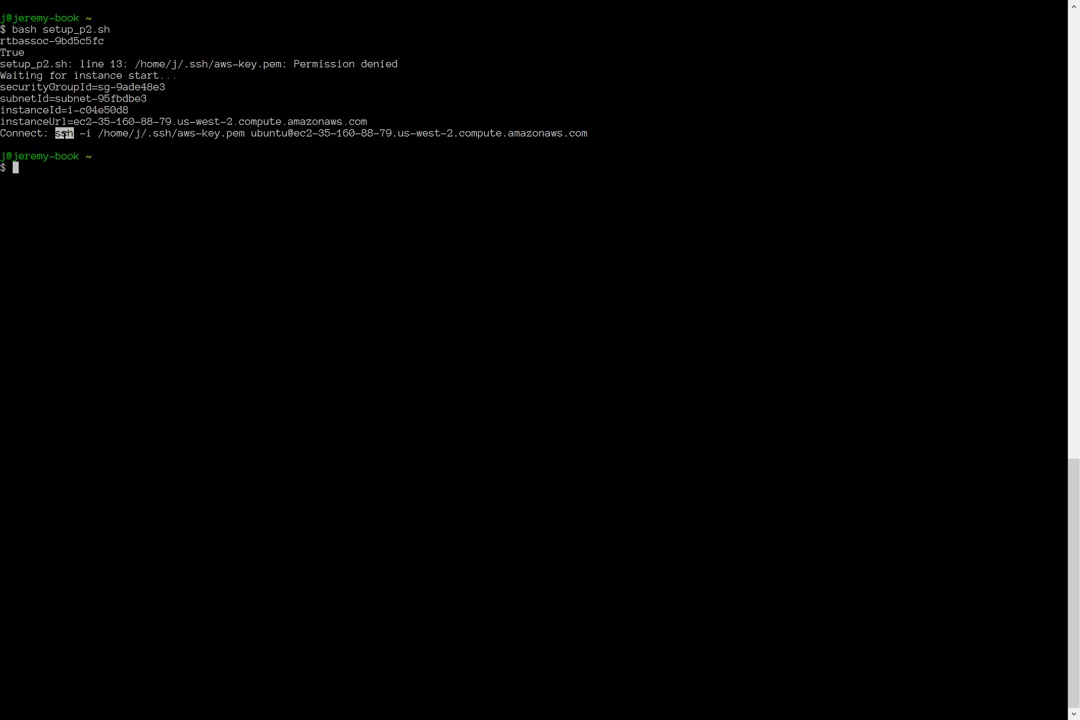 j@jeremy-book ~
$ bash setup_p2.sh
rtbassoc-9bd5c5fc
True
setup_p2.sh: line 13: /home/j/.ssh/aws-key.pem: Permission denied
Waiting for instance start...
securityGroupId=sg-9ade48e3
subnetId=subnet-95fbdbe3
instanceId=i-c04e50d8
instanceUrl=ec2-35-160-88-79.us-west-2.compute.amazonaws.com
Connect: ssh -i /home/j/.ssh/aws-key.pem ubuntu@ec2-35-160-88-79.us-west-2.compute.amazonaws.com
j@jeremy-book ~
$